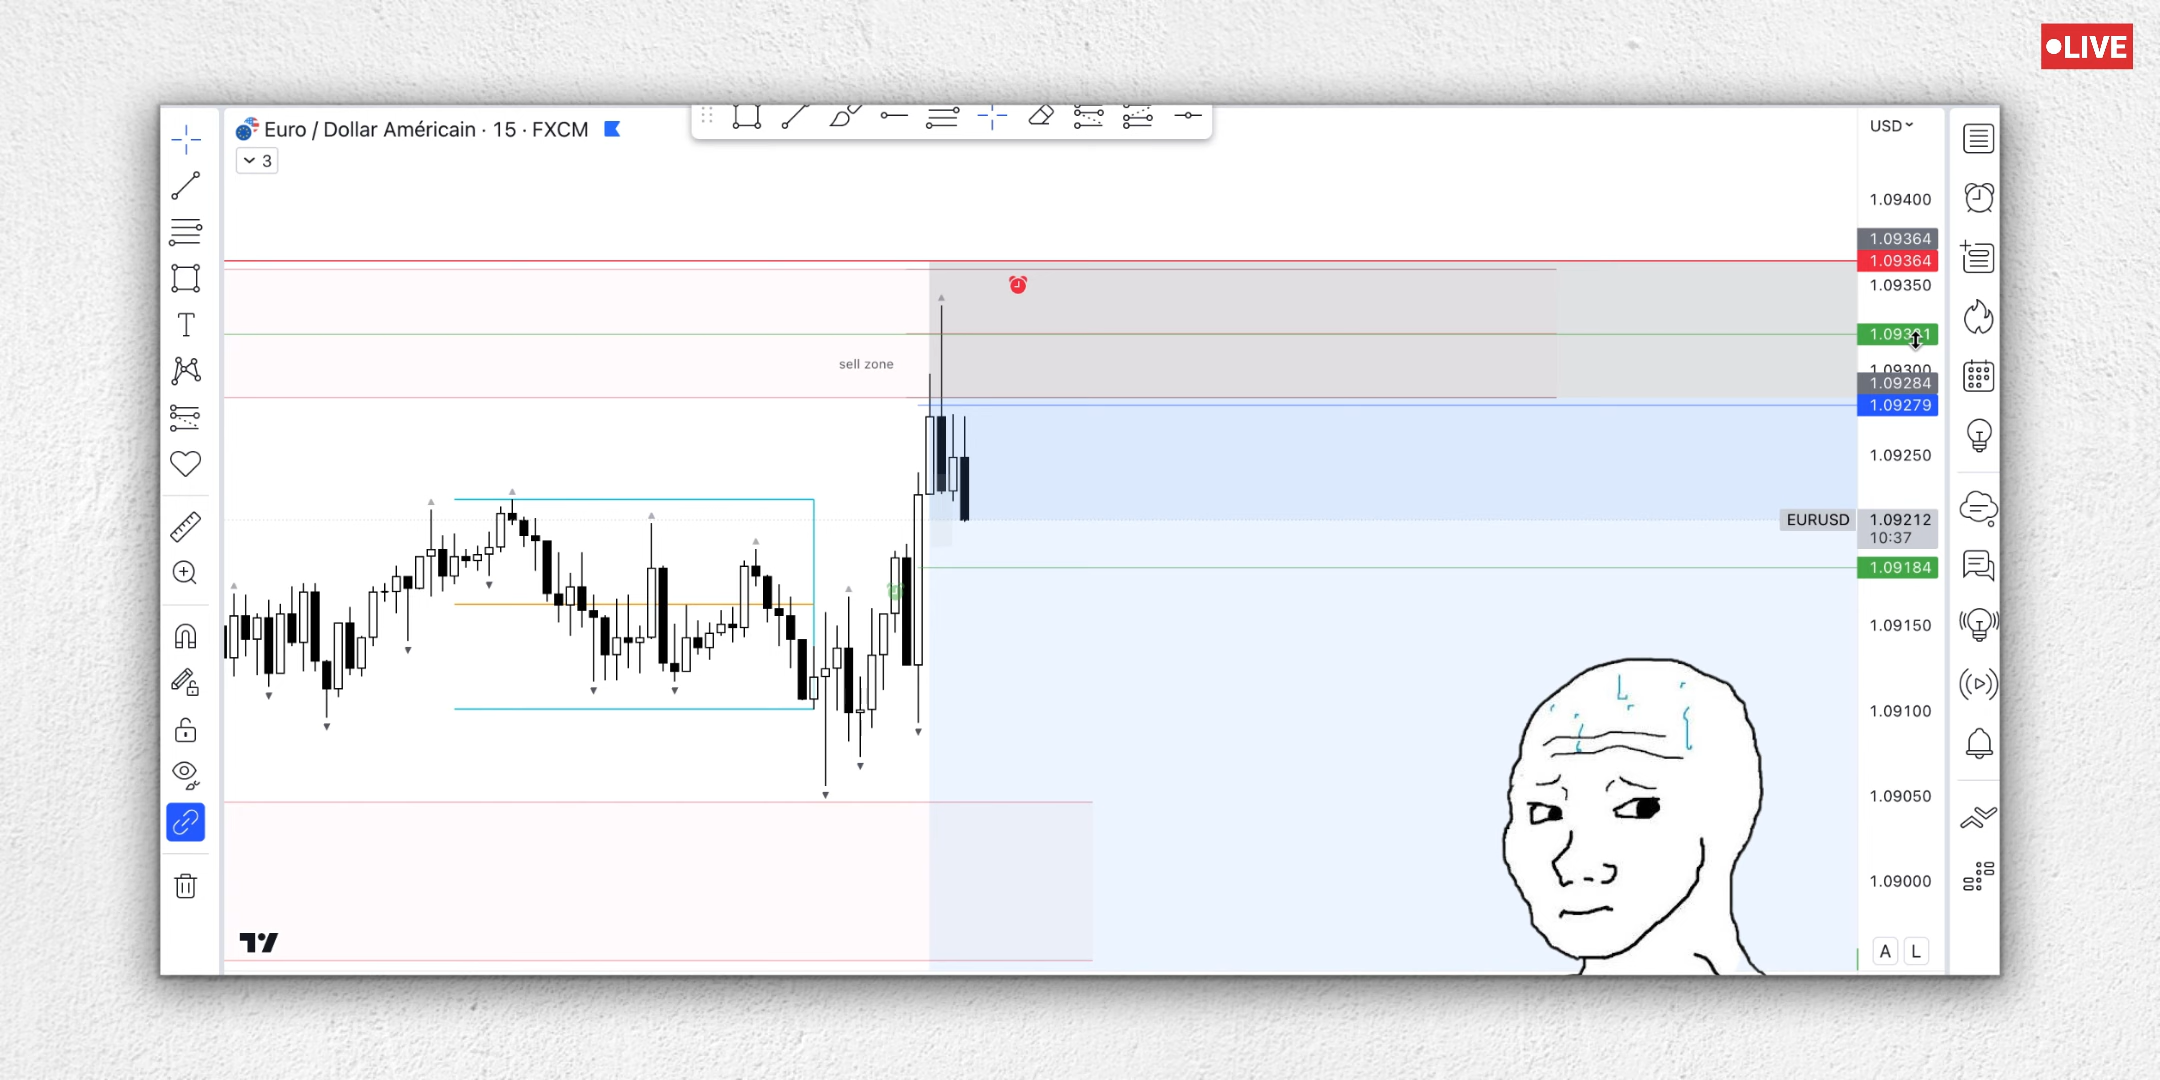 LIVE
Euro / Dollar Américain · 15 · FXCM
3
USD
1.09400
1.09364
1.09364
1.09350
sell zone
1.09300
1.09284
1.09279
1.09250
EURUSD 1.09212
10:37
1.09184
1.09150
1.09100
1.09050
1.09000
A L